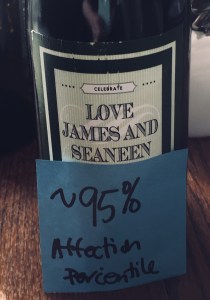 CELEBRATE
LOVE
JAMES AND
SEANEEN
~95%
Affection
Percentile